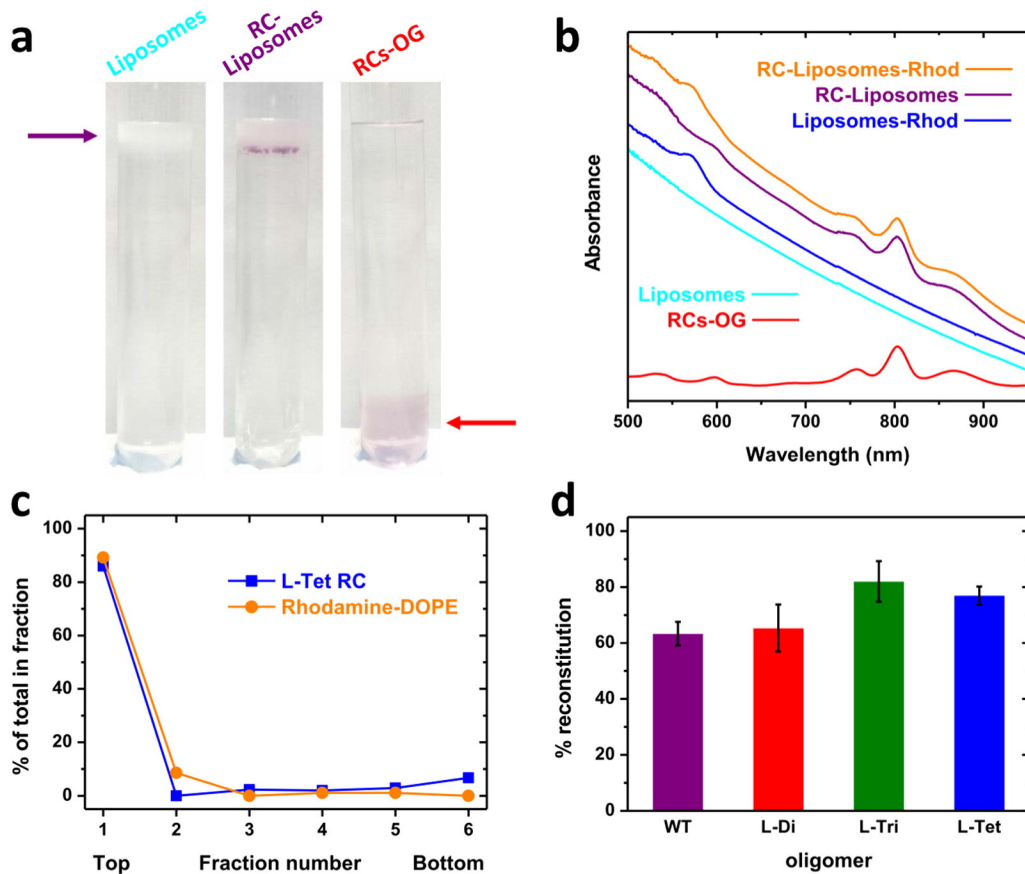 a
Liposomes
RC-
Liposomes
RCs-OG
b
RC-Liposomes-Rhod
RC-Liposomes
Liposomes-Rhod
Liposomes
RCs-OG
Absorbance
500 600 700 800 900
Wavelength (nm)
c
100
80
60
40
20
0
% of total in fraction
L-Tet RC
Rhodamine-DOPE
1 2 3 4 5 6
Top Fraction number Bottom
d
100
80
60
40
20
0
% reconstitution
WT L-Di L-Tri L-Tet
oligomer